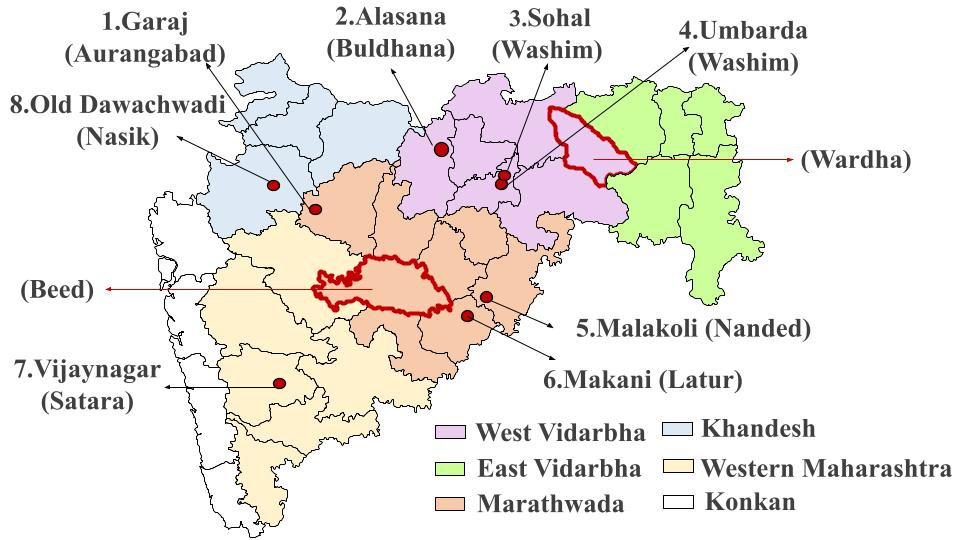 1.Garaj
(Aurangabad)
2.Alasana
(Buldhana)
3.Sohal
(Washim)
4.Umbarda
(Washim)
8.Old Dawachwadi
(Nasik)
(Wardha)
(Beed)
5.Malakoli (Nanded)
6.Makani (Latur)
7.Vijaynagar
(Satara)
West Vidarbha
Khandesh
East Vidarbha
Western Maharashtra
Marathwada
Konkan